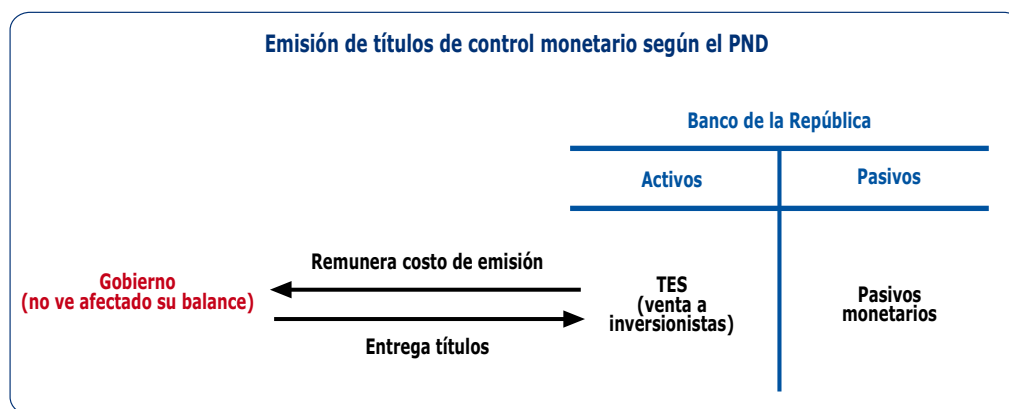 Emisión de títulos de control monetario según el PND
Banco de la República
Activos
Pasivos
Gobierno
(no ve afectado su balance)
Remunera costo de emisión
Entrega títulos
TES
(venta a
inversionistas)
Pasivos
monetarios